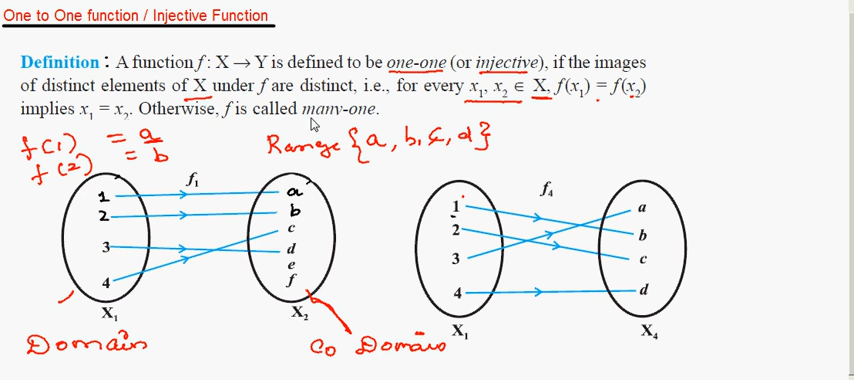 One to One function / Injective Function
Definition : A function f : X → Y is defined to be one-one (or injective), if the images
of distinct elements of X under f are distinct, i.e., for every x₁, x₂ ∈ X, f(x₁) = f(x₂)
implies x₁ = x₂. Otherwise, f is called many-one.
f(1) = a
f(2) = b
Range {a, b, c, d}
f₁
1
2
3
4
X₁
a
b
c
d
e
f
X₂
f₄
1
2
3
4
X₁
a
b
c
d
X₄
Domain
Co Domain